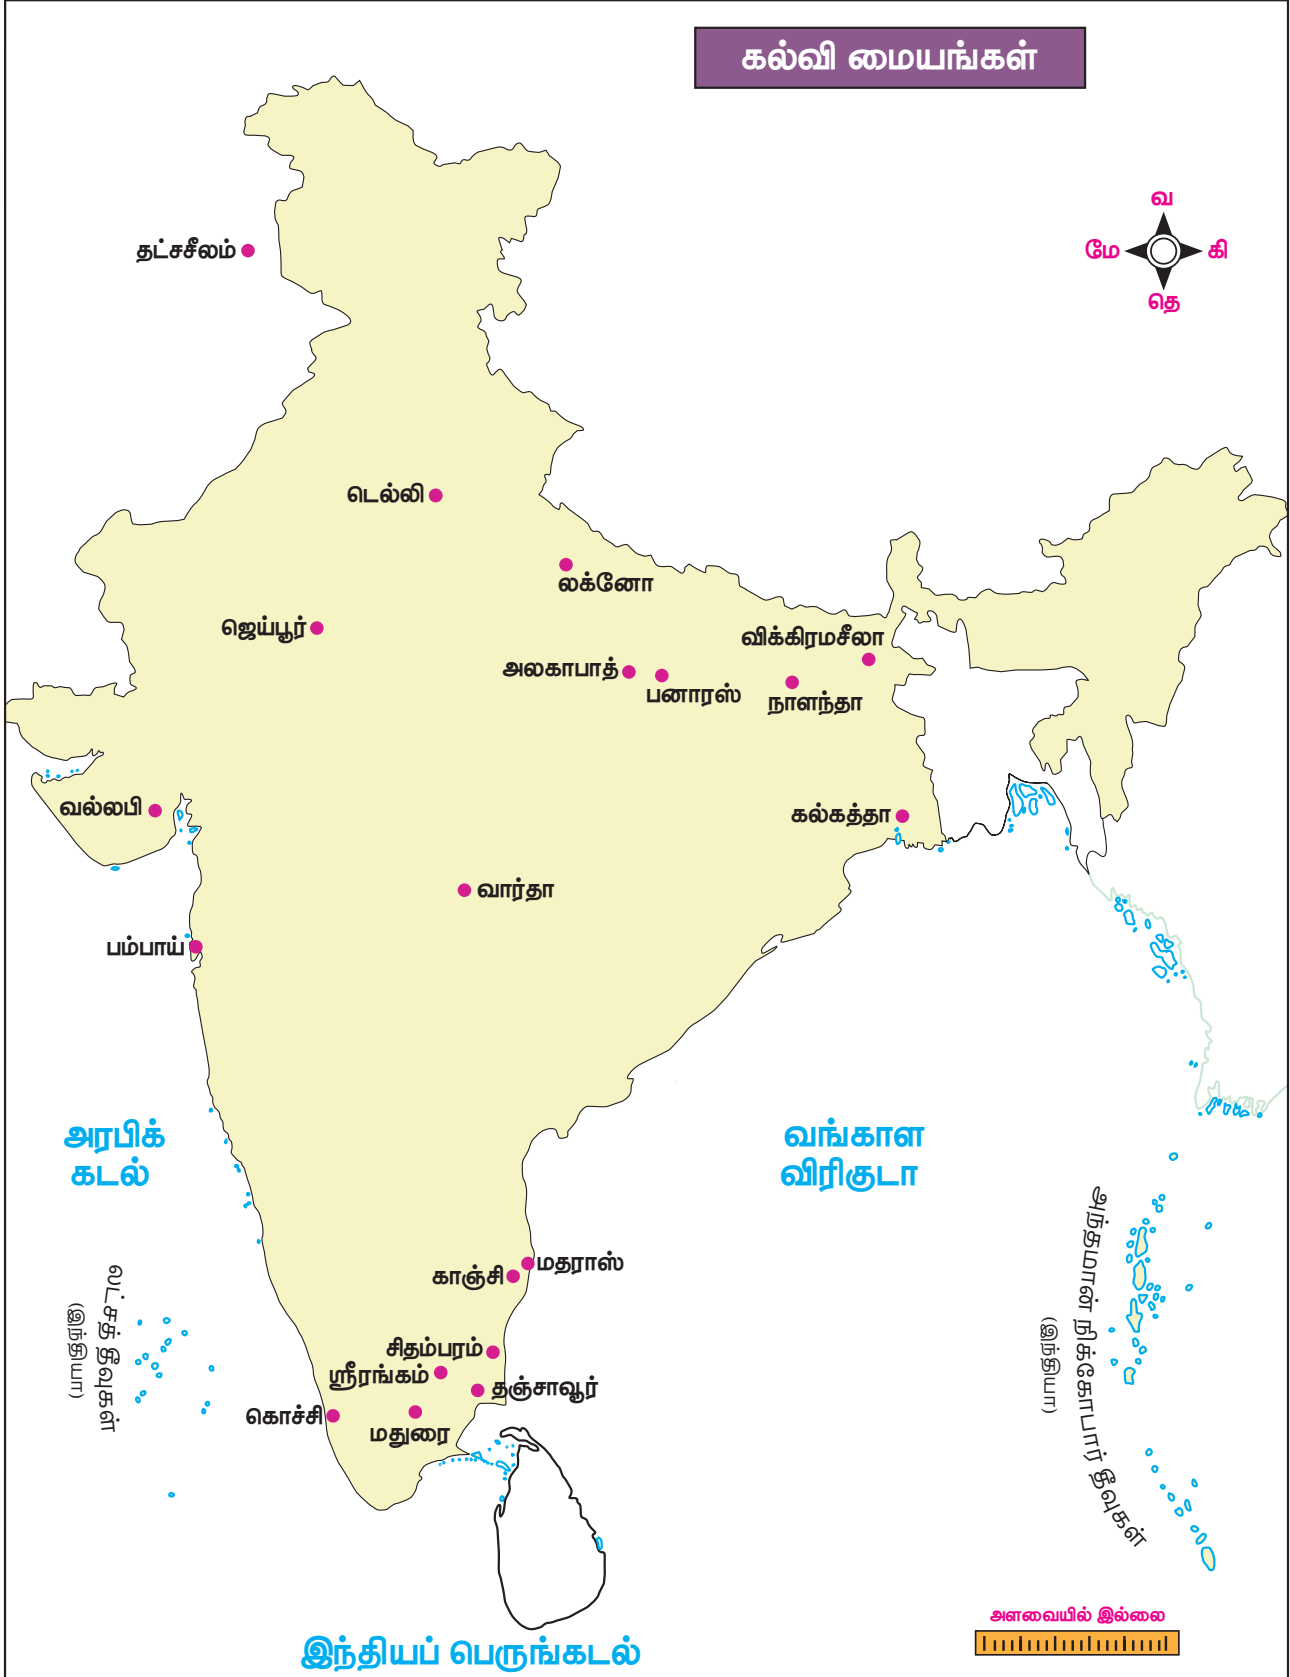 கல்வி மையங்கள்
வ
மே
கி
தெ
தட்சசீலம்
டெல்லி
லக்னோ
ஜெய்பூர்
விக்கிரமசீலா
அலகாபாத்
பனாரஸ்
நாளந்தா
வல்லபி
கல்கத்தா
வார்தா
பம்பாய்
அரபிக்
கடல்
வங்காள
விரிகுடா
மதராஸ்
காஞ்சி
சிதம்பரம்
ஸ்ரீரங்கம்
தஞ்சாவூர்
கொச்சி
மதுரை
லட்சத் தீவுகள்
(இந்தியா)
அந்தமான் நிக்கோபார் தீவுகள்
(இந்தியா)
அளவையில் இல்லை
இந்தியப் பெருங்கடல்